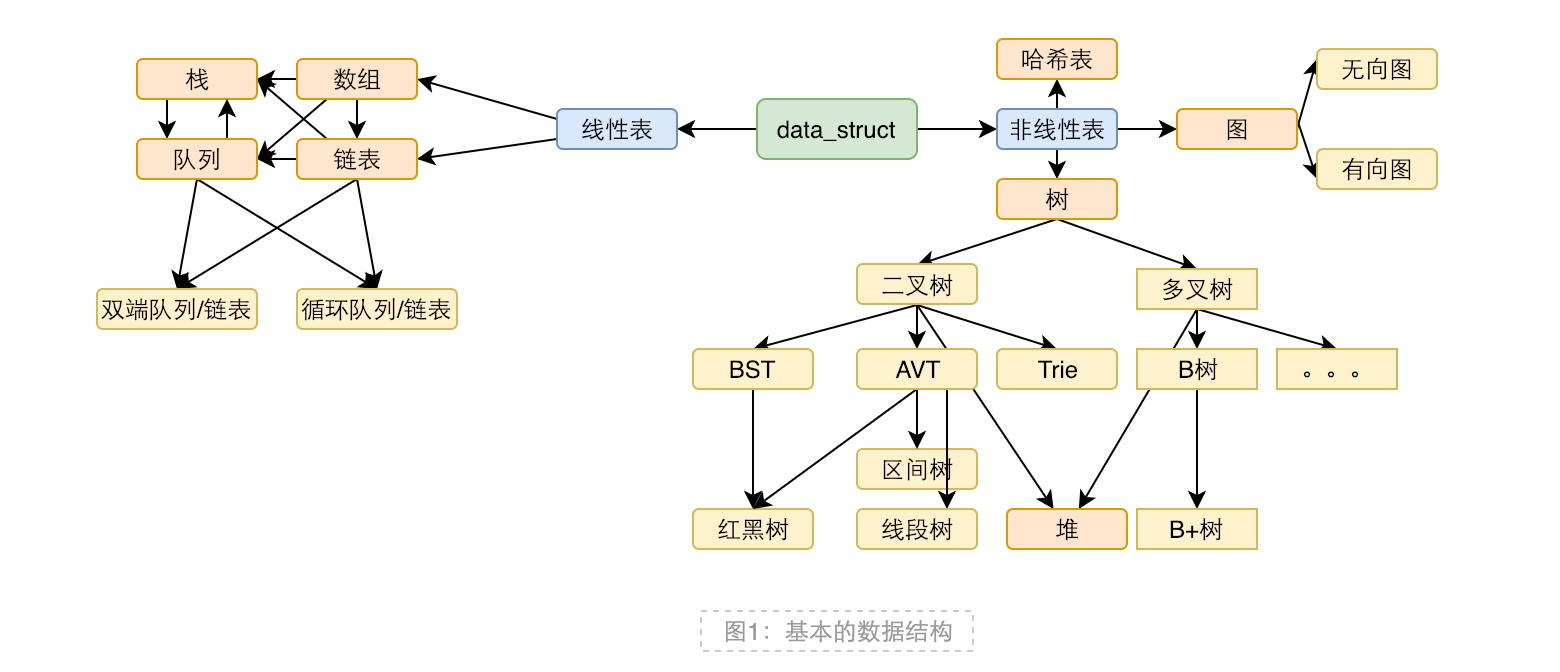 哈希表
无向图
栈
数组
线性表
data_struct
非线性表
图
队列
链表
有向图
树
二叉树
多叉树
双端队列/链表
循环队列/链表
BST
AVT
Trie
B树
。。。
区间树
红黑树
线段树
堆
B+树
图1：基本的数据结构